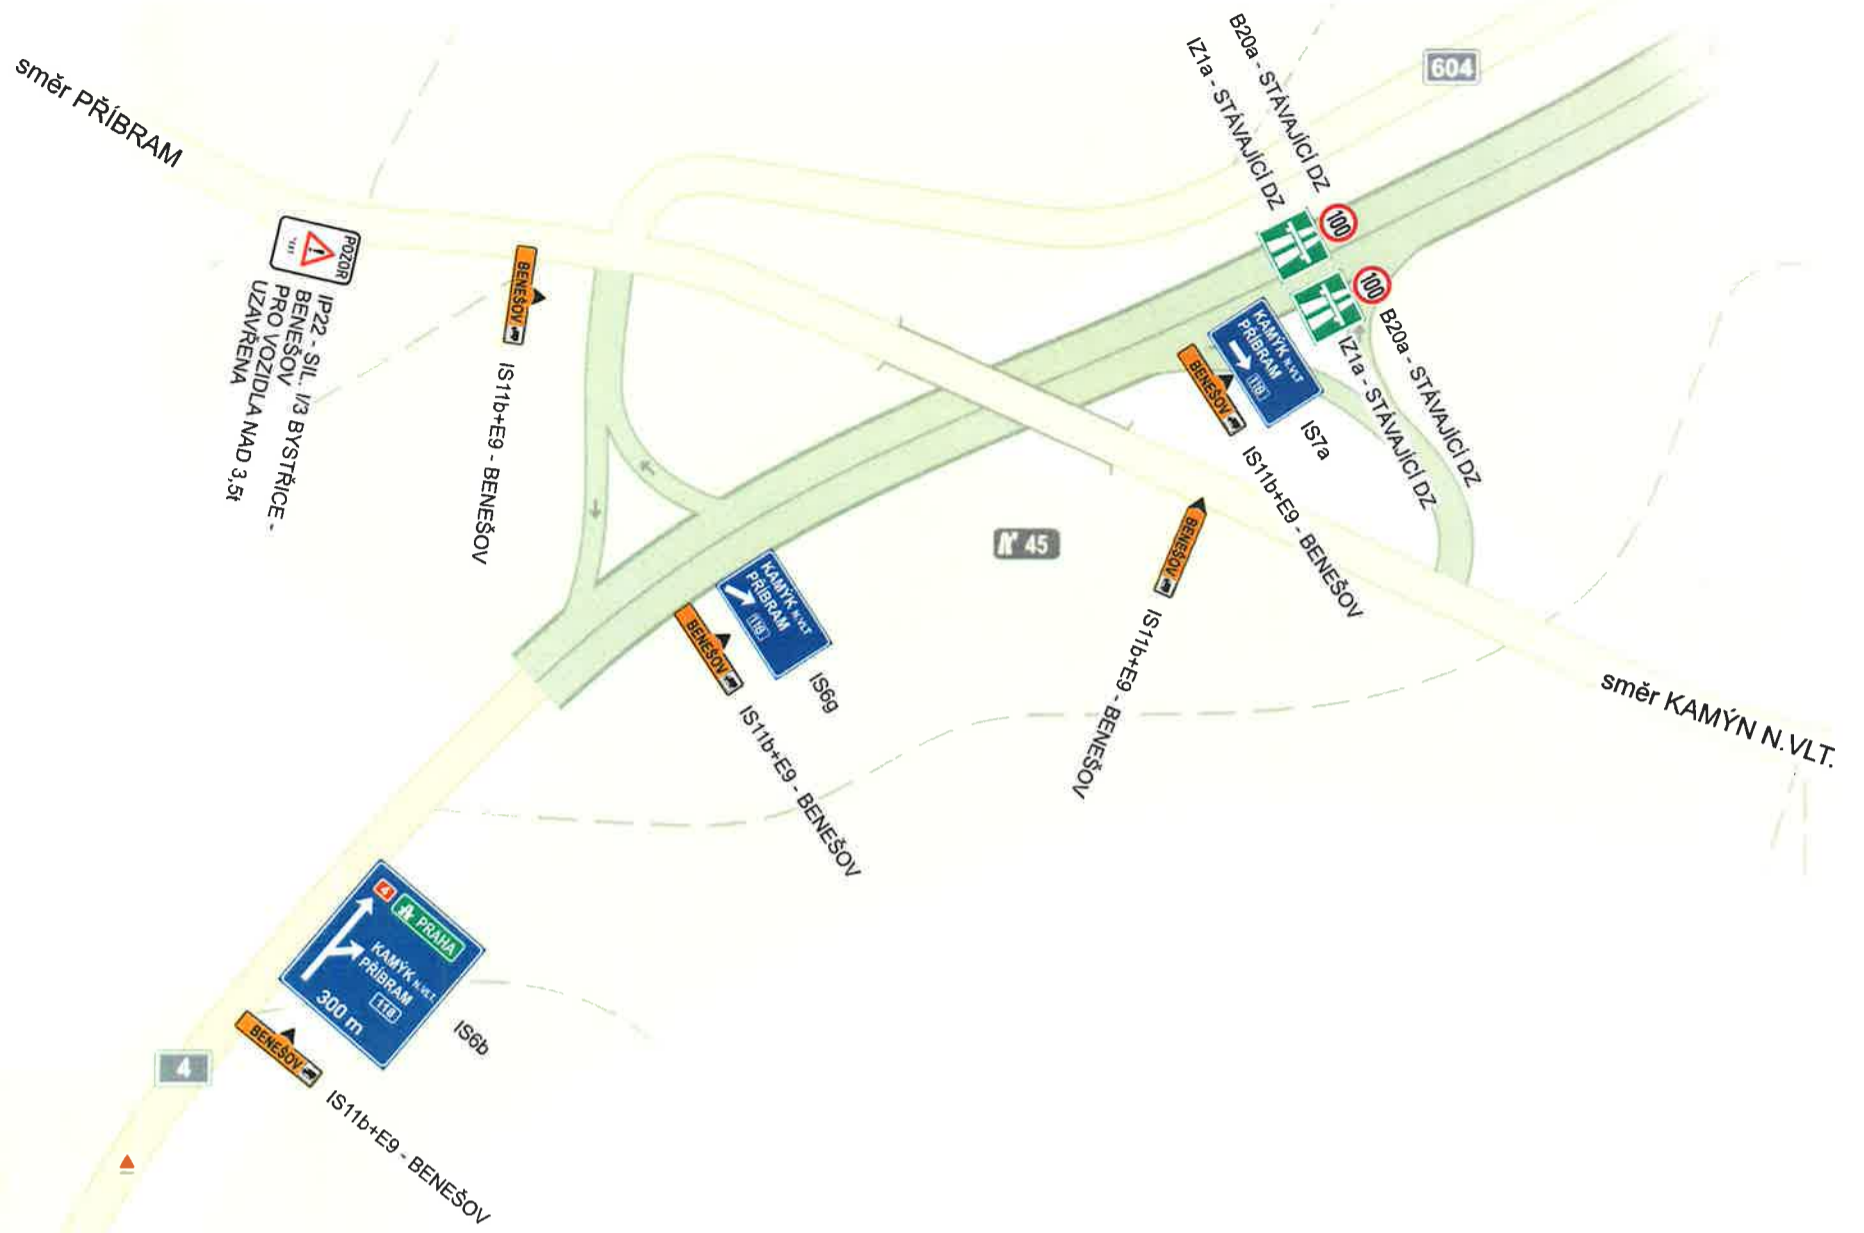 směr PŘÍBRAM
B20a - STÁVAJÍCÍ DZ
IZ1a - STÁVAJÍCÍ DZ
604
100
100
B20a - STÁVAJÍCÍ DZ
IZ1a - STÁVAJÍCÍ DZ
POZOR
IP22 - SIL. I/3 BYSTŘICE -
BENEŠOV
PRO VOZIDLA NAD 3,5t
UZAVŘENA
BENEŠOV
IS11b+E9 - BENEŠOV
KAMÝK N.VLT
PŘÍBRAM
118
IS7a
BENEŠOV
IS11b+E9 - BENEŠOV
45
BENEŠOV
IS11b+E9 - BENEŠOV
KAMÝK N.VLT
PŘÍBRAM
118
IS6g
BENEŠOV
IS11b+E9 - BENEŠOV
směr KAMÝN N.VLT.
4
PRAHA
KAMÝK N.VLT.
PŘÍBRAM
118
300 m
IS6b
BENEŠOV
IS11b+E9 - BENEŠOV
4